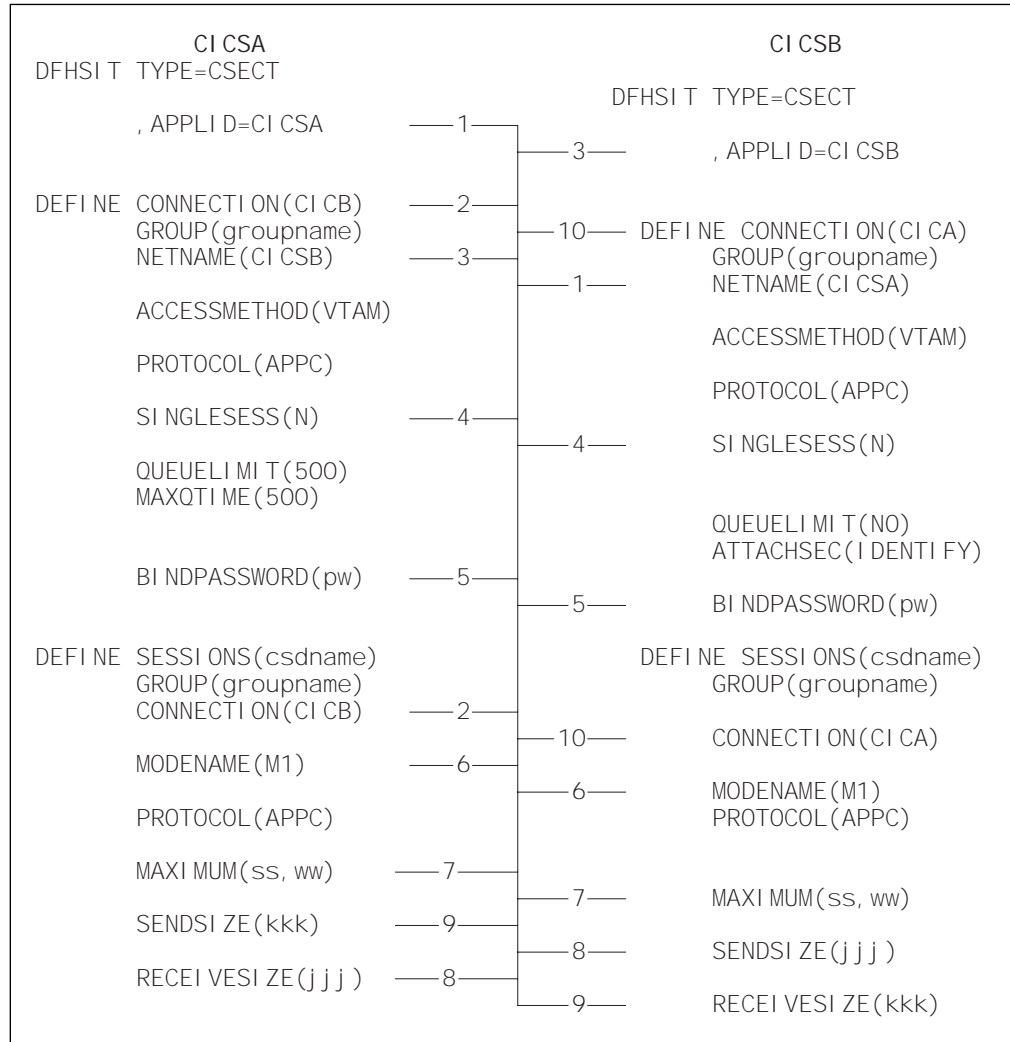 CICSA CICSB
DFHSIT TYPE=CSECT
DFHSIT TYPE=CSECT
,APPLID=CICSA 1
3 ,APPLID=CICSB
DEFINE CONNECTION(CICB) 2
10 DEFINE CONNECTION(CICA)
GROUP(groupname)
GROUP(groupname)
NETNAME(CICSB) 3
1 NETNAME(CICSA)
ACCESSMETHOD(VTAM)
ACCESSMETHOD(VTAM)
PROTOCOL(APPC)
PROTOCOL(APPC)
SINGLESESS(N) 4
4 SINGLESESS(N)
QUEUELIMIT(500)
MAXQTIME(500)
QUEUELIMIT(NO)
ATTACHSEC(IDENTIFY)
BINDPASSWORD(pw) 5
5 BINDPASSWORD(pw)
DEFINE SESSIONS(csdname) DEFINE SESSIONS(csdname)
GROUP(groupname) GROUP(groupname)
CONNECTION(CICB) 2
10 CONNECTION(CICA)
MODENAME(M1) 6
6 MODENAME(M1)
PROTOCOL(APPC) PROTOCOL(APPC)
MAXIMUM(ss,ww) 7
7 MAXIMUM(ss,ww)
SENDSIZE(kkk) 9
8 SENDSIZE(jjj)
RECEIVESIZE(jjj) 8
9 RECEIVESIZE(kkk)